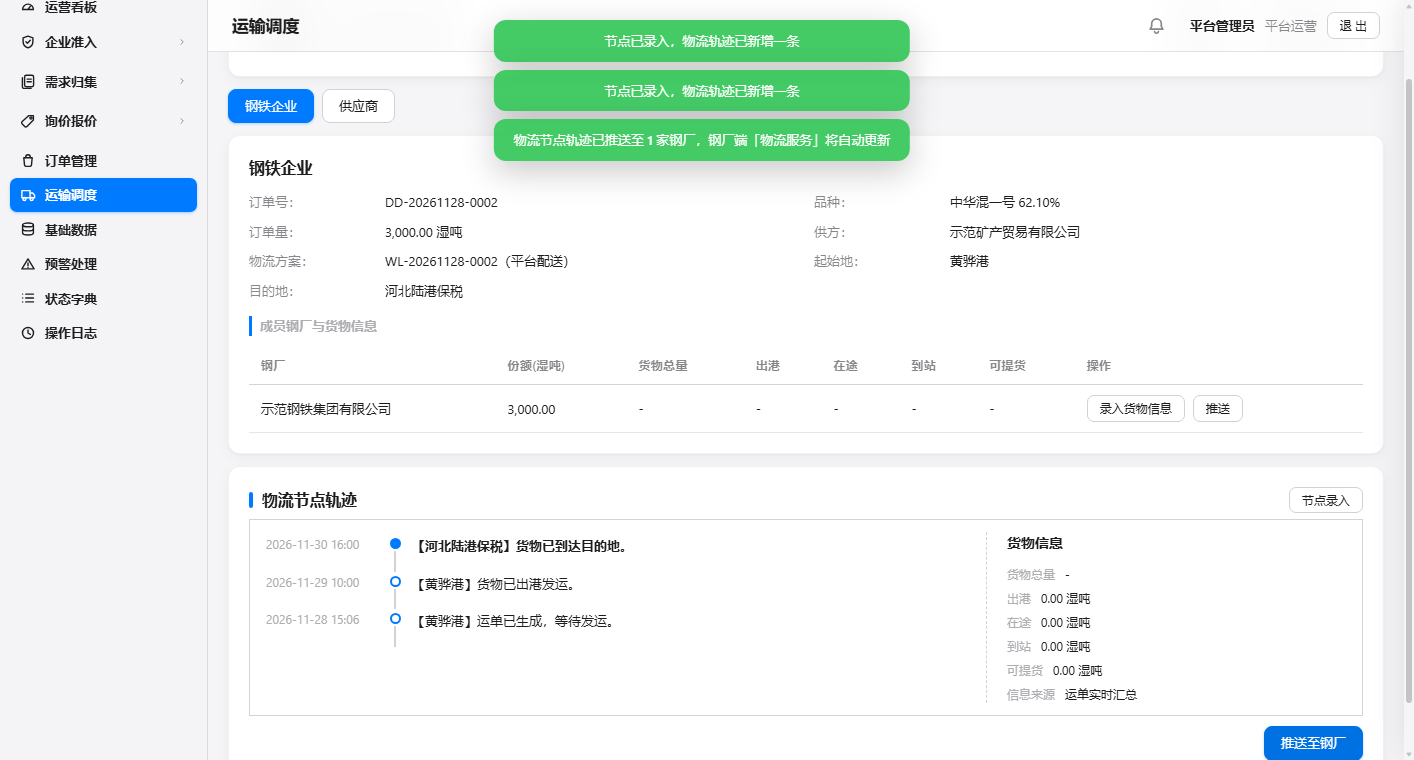 运营看板
企业准入
需求归集
询价报价
订单管理
运输调度
基础数据
预警处理
状态字典
操作日志
运输调度
平台管理员 平台运营 退出
节点已录入，物流轨迹已新增一条
节点已录入，物流轨迹已新增一条
物流节点轨迹已推送至 1 家钢厂，钢厂端「物流服务」将自动更新
钢铁企业 供应商
钢铁企业
订单号： DD-20261128-0002 品种： 中华混一号 62.10%
订单量： 3,000.00 湿吨 供方： 示范矿产贸易有限公司
物流方案： WL-20261128-0002（平台配送） 起始地： 黄骅港
目的地： 河北陆港保税
成员钢厂与货物信息
钢厂 份额(湿吨) 货物总量 出港 在途 到站 可提货 操作
示范钢铁集团有限公司 3,000.00 - - - - - 录入货物信息 推送
物流节点轨迹 节点录入
2026-11-30 16:00 【河北陆港保税】货物已到达目的地。
2026-11-29 10:00 【黄骅港】货物已出港发运。
2026-11-28 15:06 【黄骅港】运单已生成，等待发运。
货物信息
货物总量 -
出港 0.00 湿吨
在途 0.00 湿吨
到站 0.00 湿吨
可提货 0.00 湿吨
信息来源 运单实时汇总
推送至钢厂